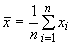 x̄ = 1/n ∑_{i=1}^{n} x_i